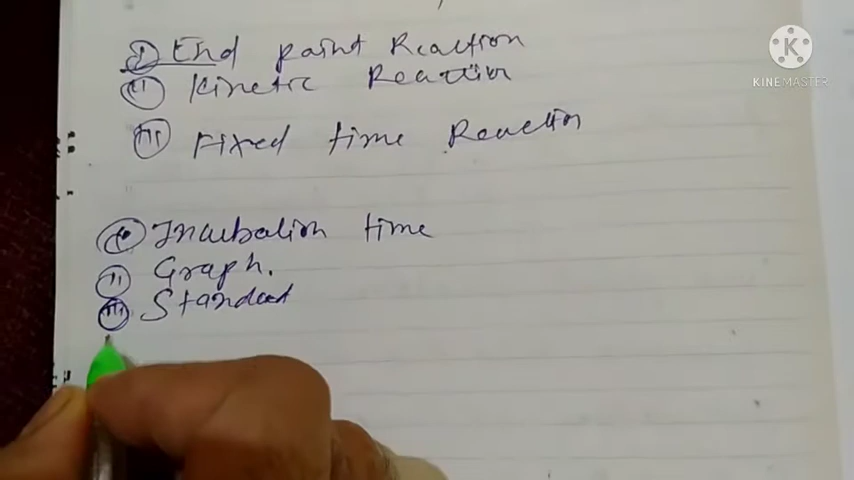 (I) End point Reaction
(II) Kinetic Reaction
(III) Fixed time Reaction
(I) Incubation time
(II) Graph.
(III) Standard
K
KINEMASTER